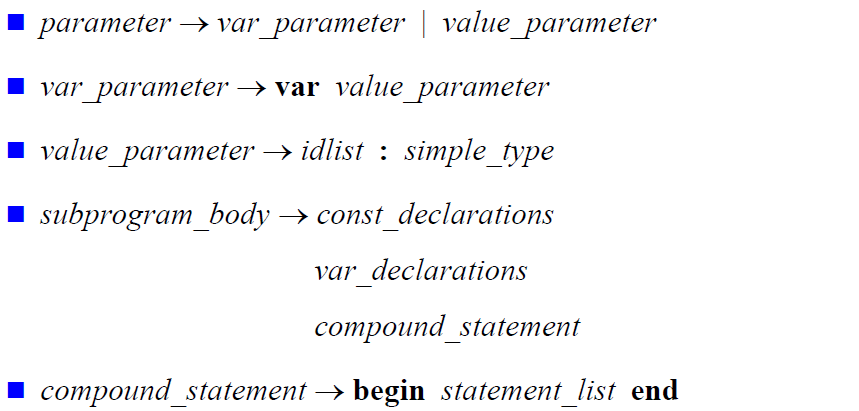 ■ parameter → var_parameter | value_parameter
■ var_parameter → var value_parameter
■ value_parameter → idlist : simple_type
■ subprogram_body → const_declarations
var_declarations
compound_statement
■ compound_statement → begin statement_list end